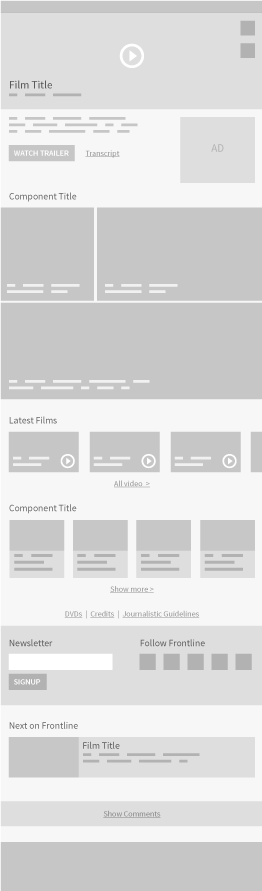 Film Title
WATCH TRAILER Transcript
AD
Component Title
Latest Films
All video >
Component Title
Show more >
DVDs | Credits | Journalistic Guidelines
Newsletter Follow Frontline
SIGNUP
Next on Frontline
Film Title
Show Comments